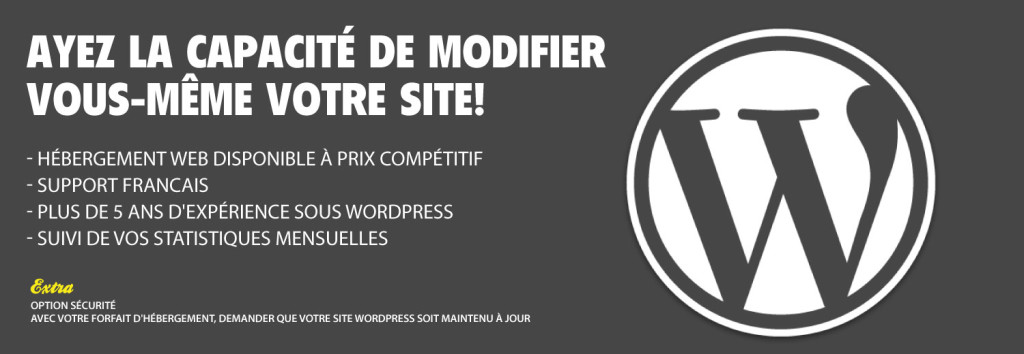 AYEZ LA CAPACITÉ DE MODIFIER
VOUS-MÊME VOTRE SITE!
- HÉBERGEMENT WEB DISPONIBLE À PRIX COMPÉTITIF
- SUPPORT FRANCAIS
- PLUS DE 5 ANS D'EXPÉRIENCE SOUS WORDPRESS
- SUIVI DE VOS STATISTIQUES MENSUELLES
Extra
OPTION SÉCURITÉ
AVEC VOTRE FORFAIT D'HÉBERGEMENT, DEMANDER QUE VOTRE SITE WORDPRESS SOIT MAINTENU À JOUR
W